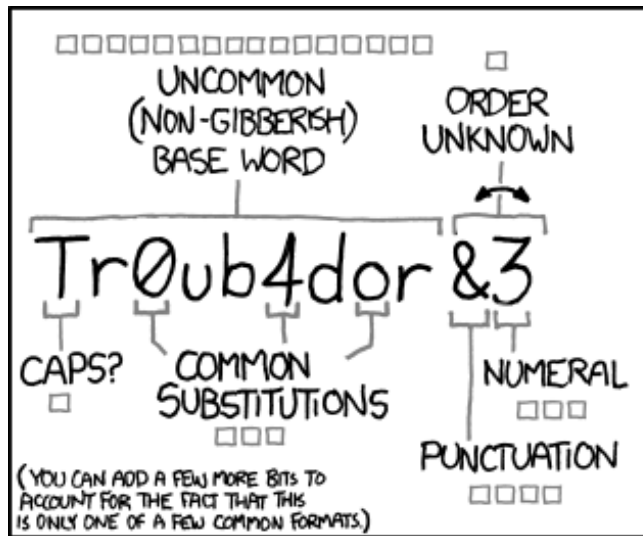 UNCOMMON
(NON-GIBBERISH)
BASE WORD
ORDER
UNKNOWN
Tr0ub4dor &3
CAPS?
COMMON
SUBSTITUTIONS
NUMERAL
PUNCTUATION
(YOU CAN ADD A FEW MORE BITS TO
ACCOUNT FOR THE FACT THAT THIS
IS ONLY ONE OF A FEW COMMON FORMATS.)